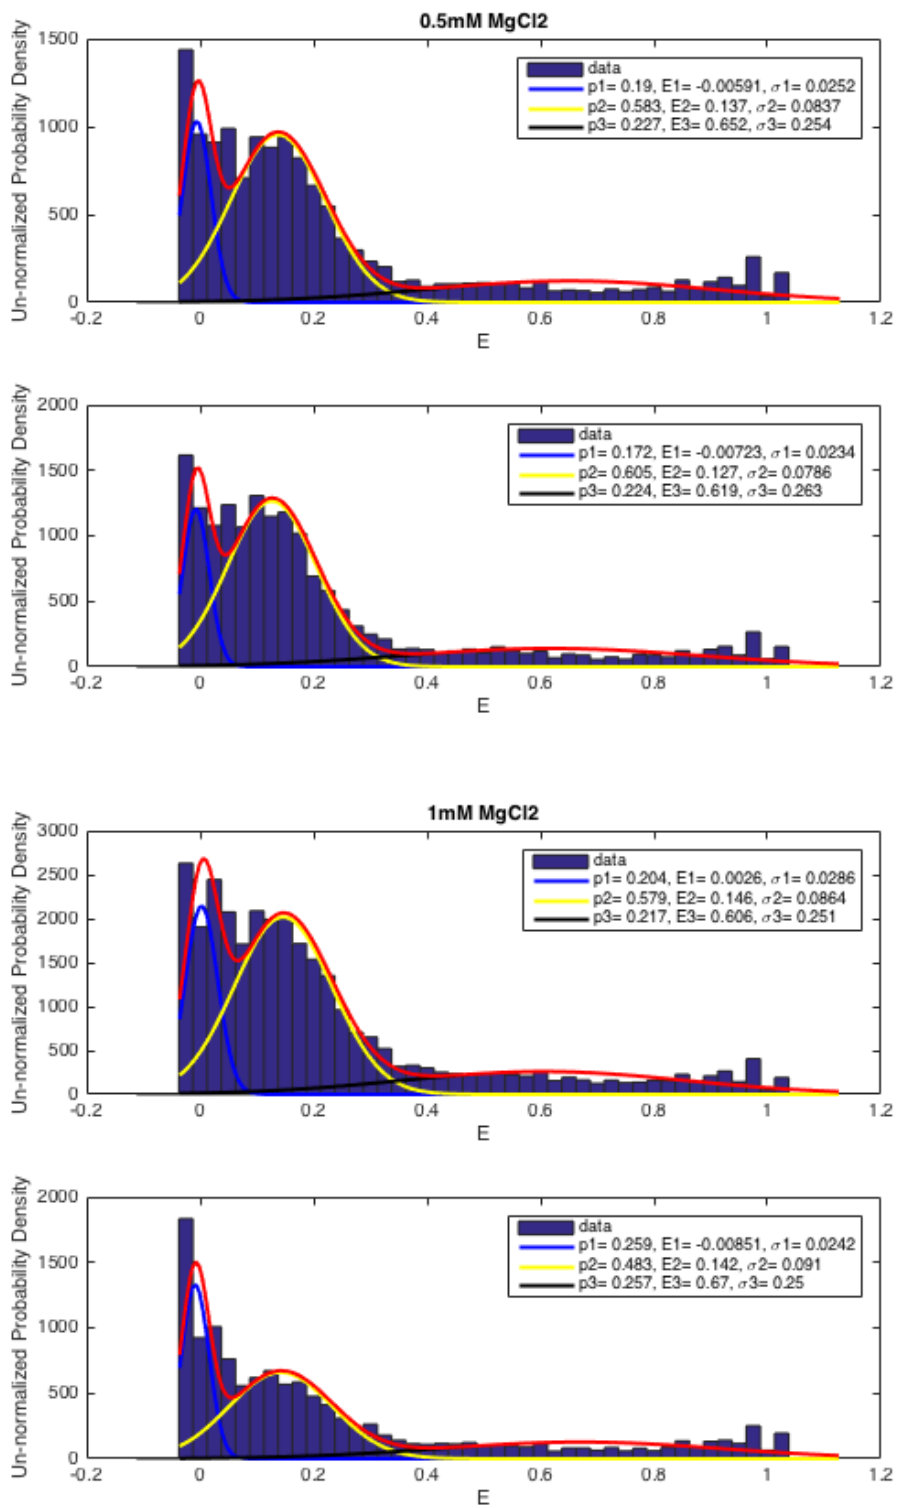 0.5mM MgCl2
Un-normalized Probability Density
1500
1000
500
0
data
p1= 0.19, E1= -0.00591, σ1= 0.0252
p2= 0.583, E2= 0.137, σ2= 0.0837
p3= 0.227, E3= 0.652, σ3= 0.254
-0.2 0 0.2 0.4 0.6 0.8 1 1.2
E
Un-normalized Probability Density
2000
1500
1000
500
0
data
p1= 0.172, E1= -0.00723, σ1= 0.0234
p2= 0.605, E2= 0.127, σ2= 0.0786
p3= 0.224, E3= 0.619, σ3= 0.263
-0.2 0 0.2 0.4 0.6 0.8 1 1.2
E
1mM MgCl2
Un-normalized Probability Density
3000
2500
2000
1500
1000
500
0
data
p1= 0.204, E1= 0.0026, σ1= 0.0286
p2= 0.579, E2= 0.146, σ2= 0.0864
p3= 0.217, E3= 0.606, σ3= 0.251
-0.2 0 0.2 0.4 0.6 0.8 1 1.2
E
Un-normalized Probability Density
2000
1500
1000
500
0
data
p1= 0.259, E1= -0.00851, σ1= 0.0242
p2= 0.483, E2= 0.142, σ2= 0.091
p3= 0.257, E3= 0.67, σ3= 0.25
-0.2 0 0.2 0.4 0.6 0.8 1 1.2
E